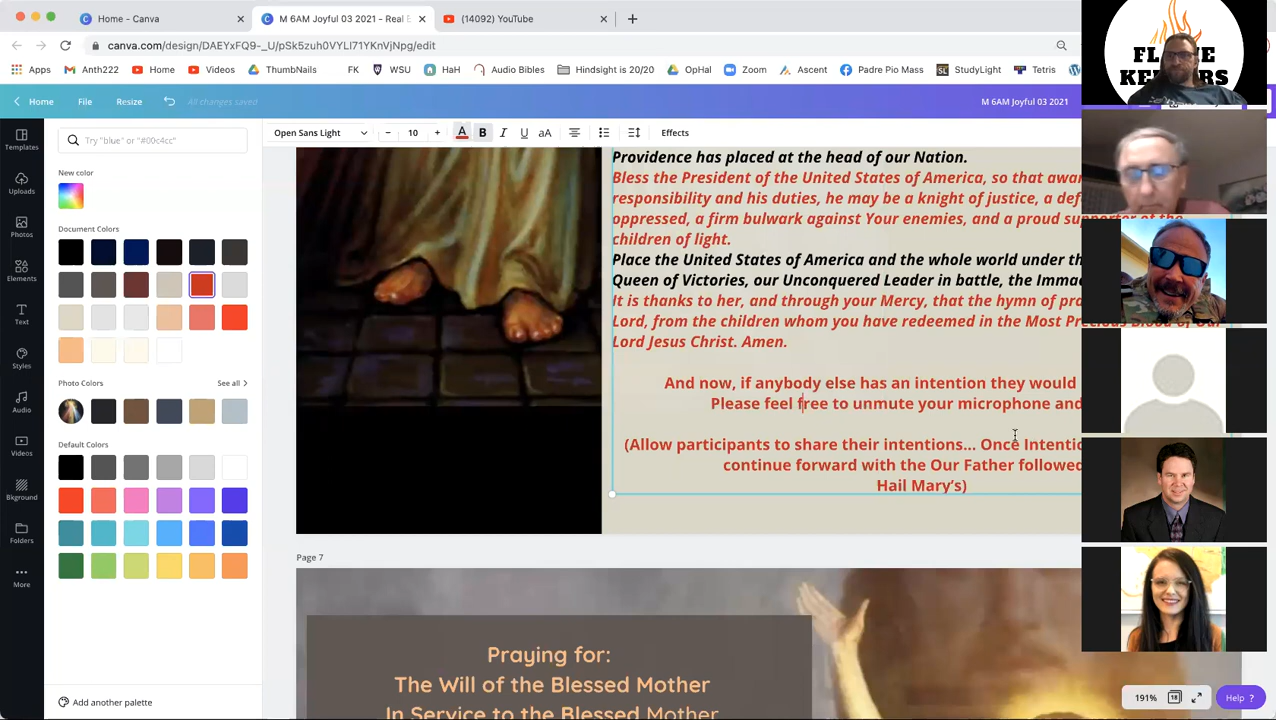 Home - Canva
M 6AM Joyful 03 2021 - Real E
(14092) YouTube
canva.com/design/DAEYxFQ9-_U/pSk5zuh0VYLI71YKnVjNpg/edit
Apps
Anth222
Home
Videos
ThumbNails
FK
WSU
HaH
Audio Bibles
Hindsight is 20/20
OpHal
Zoom
Ascent
Padre Pio Mass
StudyLight
Tetris
Home
File
Resize
All changes saved
M 6AM Joyful 03 2021
Open Sans Light
10
A
B
I
U
aA
Effects
Templates
Uploads
Photos
Elements
Text
Styles
Audio
Videos
Bkground
Folders
More
Try "blue" or "#00c4cc"
New color
Document Colors
Photo Colors
See all
Default Colors
Add another palette
Providence has placed at the head of our Nation.
Bless the President of the United States of America, so that awar
responsibility and his duties, he may be a knight of justice, a def
oppressed, a firm bulwark against Your enemies, and a proud supporter of the
children of light.
Place the United States of America and the whole world under th
Queen of Victories, our Unconquered Leader in battle, the Imma
It is thanks to her, and through your Mercy, that the hymn of pra
Lord, from the children whom you have redeemed in the Most Precious Blood of Our
Lord Jesus Christ. Amen.
And now, if anybody else has an intention they would
Please feel free to unmute your microphone and
(Allow participants to share their intentions... Once Intentio
continue forward with the Our Father followed
Hail Mary's)
Page 7
Praying for:
The Will of the Blessed Mother
In Service to the Blessed Mother
191%
18
Help ?